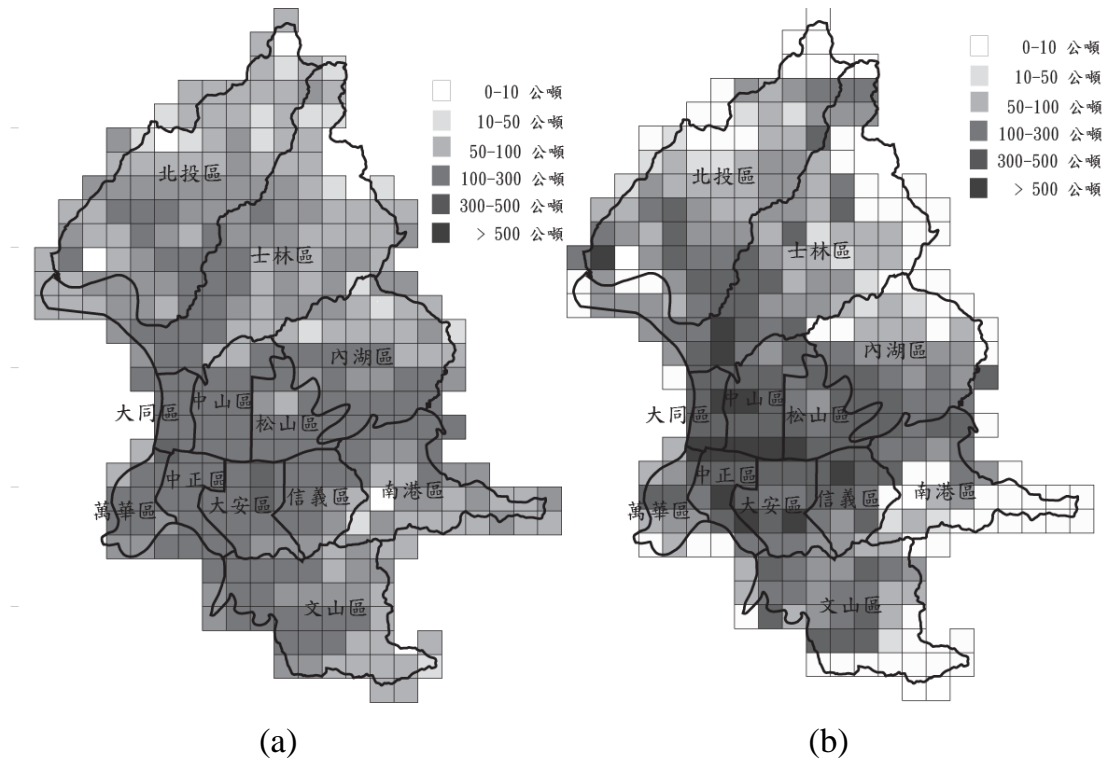 0-10 公噸
10-50 公噸
50-100 公噸
100-300 公噸
300-500 公噸
> 500 公噸
北投區
士林區
內湖區
大同區
中山區
松山區
中正區
萬華區
大安區
信義區
南港區
文山區
(a)
0-10 公噸
10-50 公噸
50-100 公噸
100-300 公噸
300-500 公噸
> 500 公噸
北投區
士林區
內湖區
大同區
中山區
松山區
中正區
萬華區
大安區
信義區
南港區
文山區
(b)